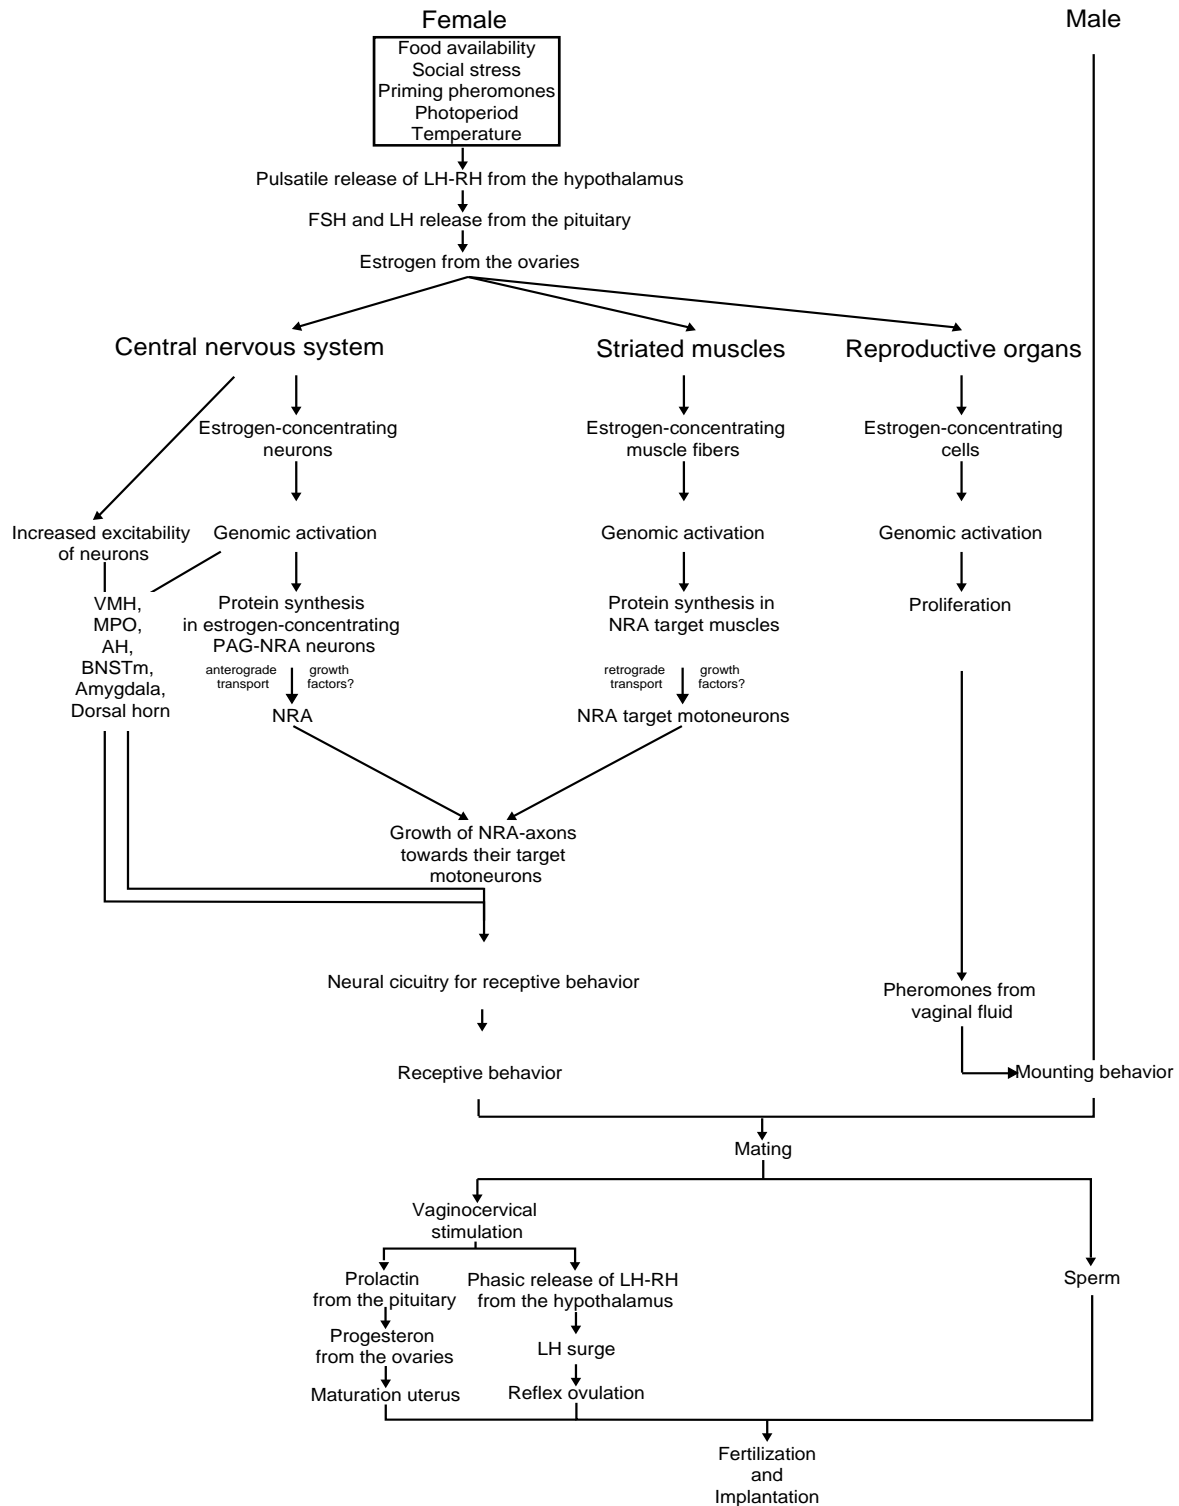 Female
Male
Food availability
Social stress
Priming pheromones
Photoperiod
Temperature
Pulsatile release of LH-RH from the hypothalamus
FSH and LH release from the pituitary
Estrogen from the ovaries
Central nervous system
Striated muscles
Reproductive organs
Estrogen-concentrating
neurons
Estrogen-concentrating
muscle fibers
Estrogen-concentrating
cells
Increased excitability
of neurons
Genomic activation
Genomic activation
Genomic activation
VMH,
MPO,
AH,
BNSTm,
Amygdala,
Dorsal horn
Protein synthesis
in estrogen-concentrating
PAG-NRA neurons
Protein synthesis in
NRA target muscles
Proliferation
anterograde
transport
growth
factors?
retrograde
transport
growth
factors?
NRA
NRA target motoneurons
Growth of NRA-axons
towards their target
motoneurons
Neural cicuitry for receptive behavior
Pheromones from
vaginal fluid
Receptive behavior
Mounting behavior
Mating
Vaginocervical
stimulation
Prolactin
from the pituitary
Phasic release of LH-RH
from the hypothalamus
Sperm
Progesteron
from the ovaries
LH surge
Maturation uterus
Reflex ovulation
Fertilization
and
Implantation